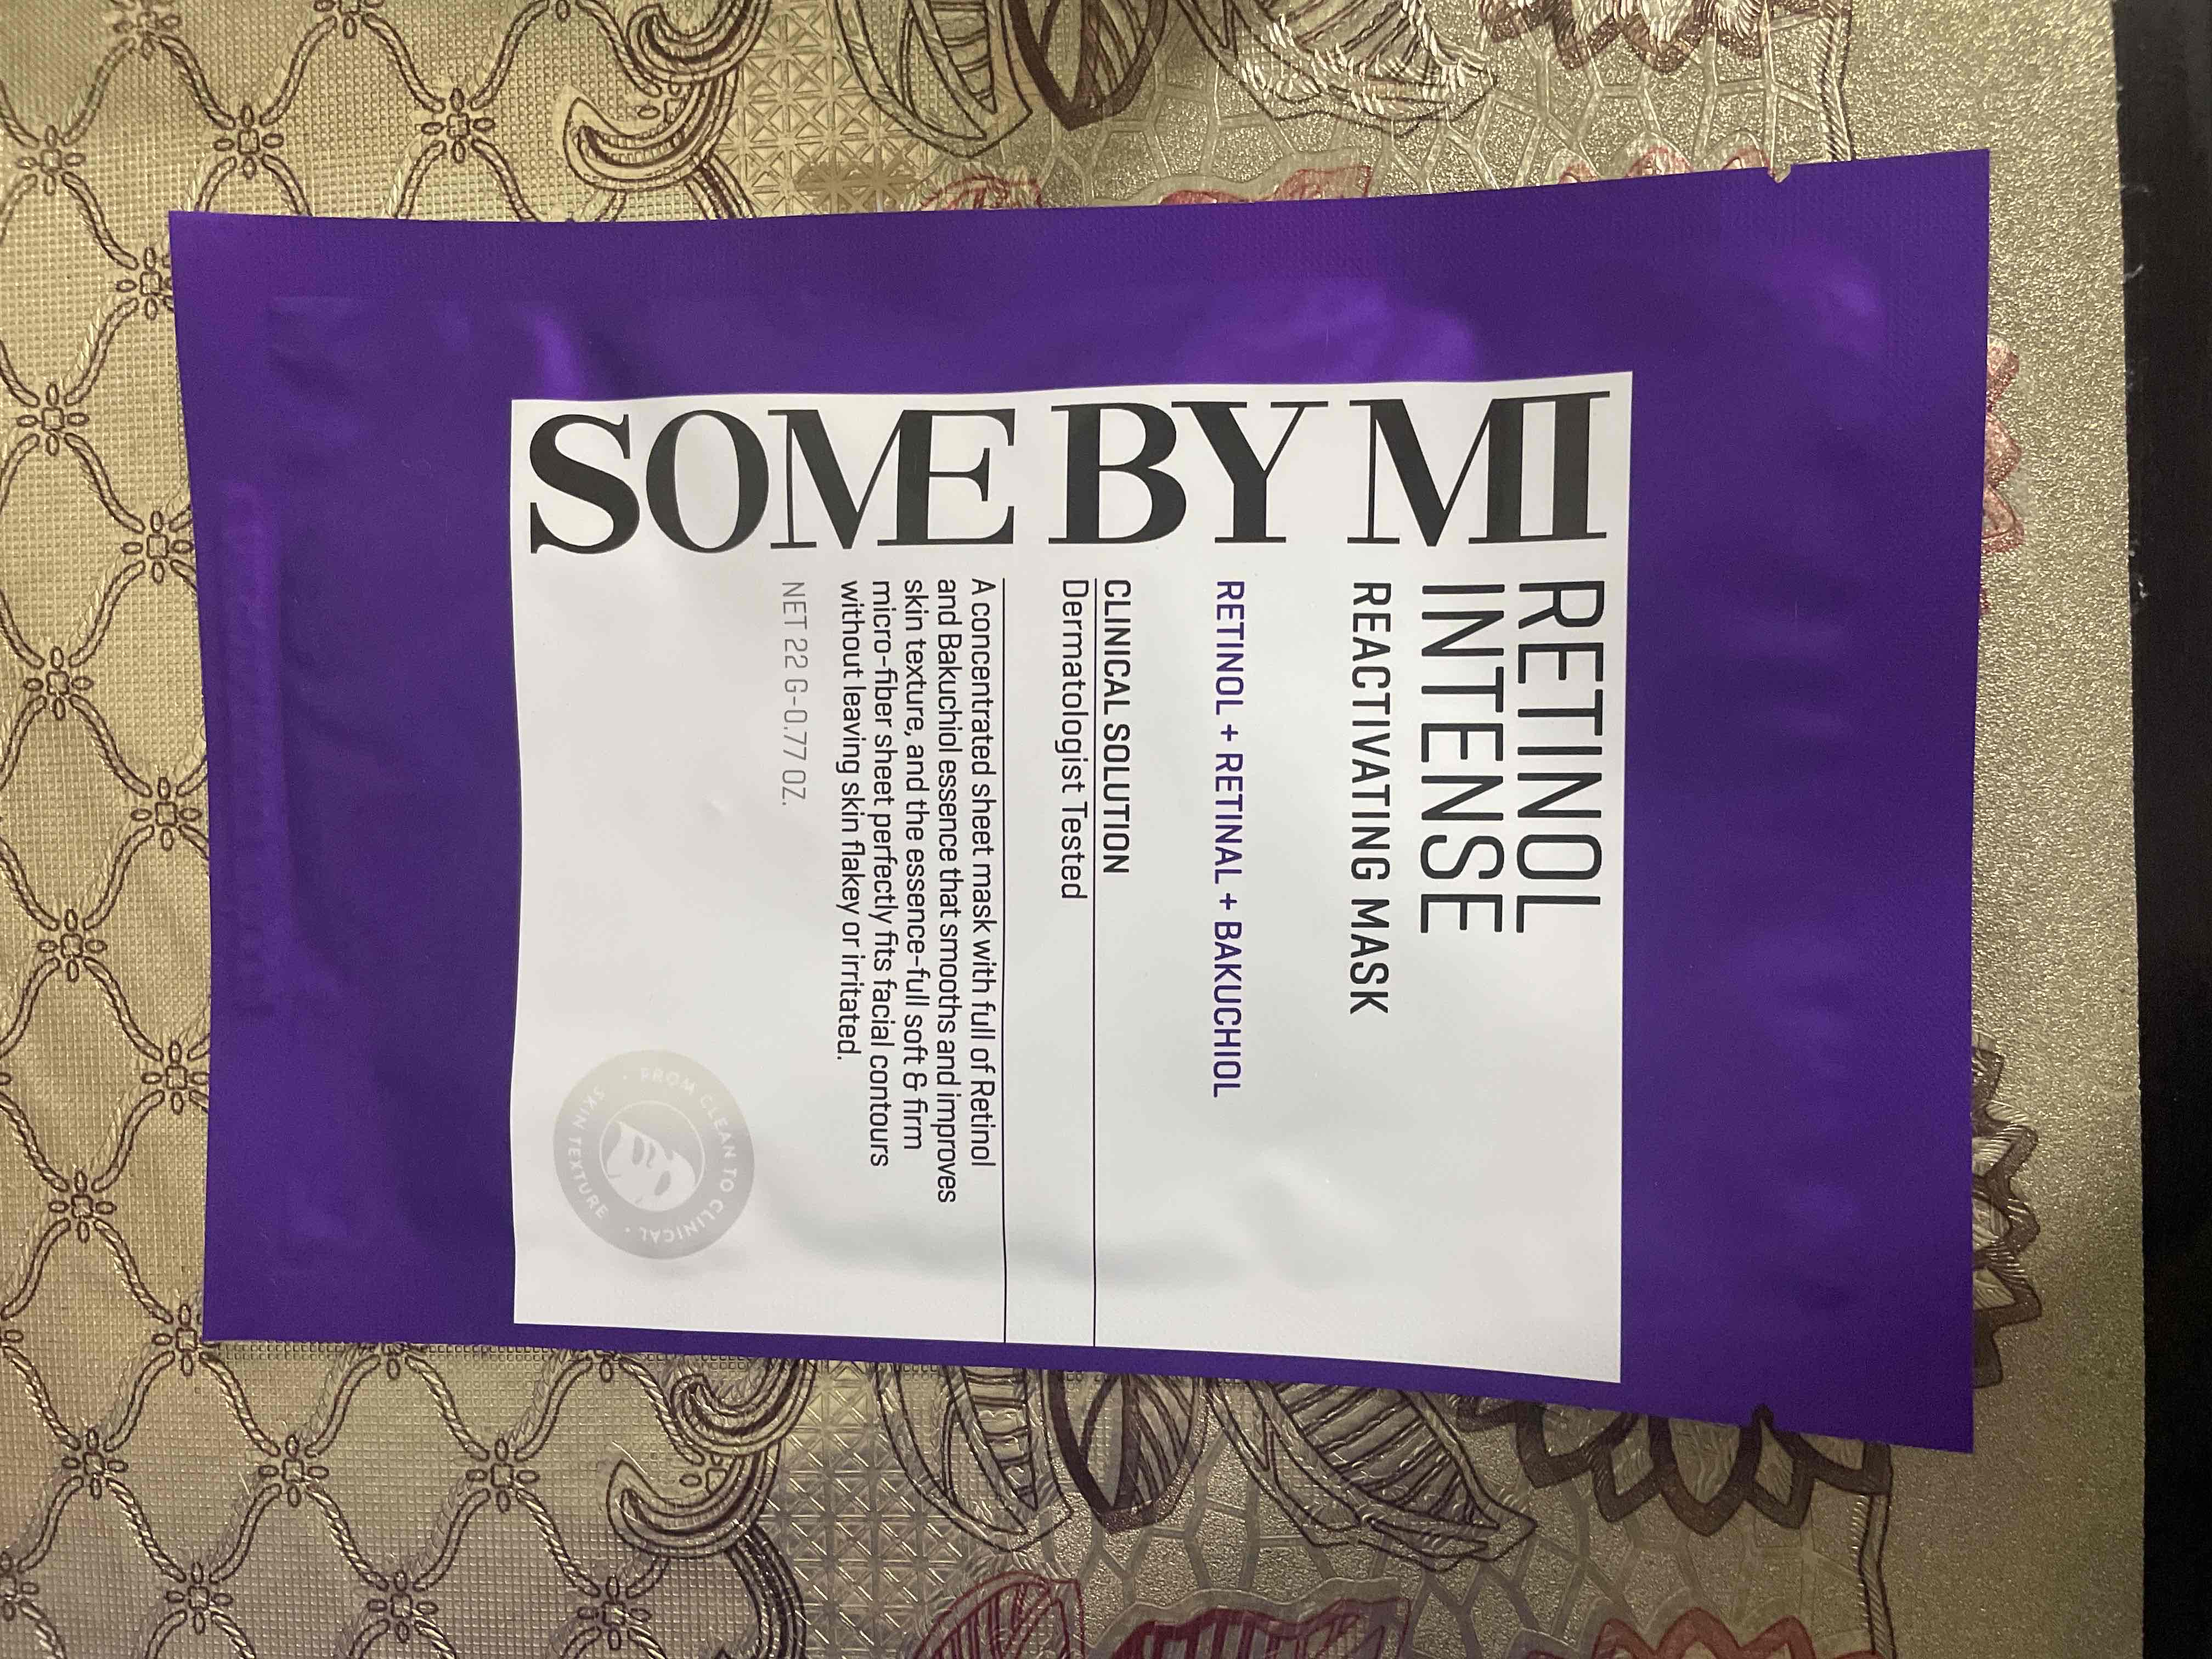 SOME BY MI
RETINOL
INTENSE
REACTIVATING MASK
RETINOL + RETINAL + BAKUCHIOL
CLINICAL SOLUTION
Dermatologist Tested
A concentrated sheet mask with full of Retinol
and Bakuchiol essence that smooths and improves
skin texture, and the essence-full soft & firm
micro-fiber sheet perfectly fits facial contours
without leaving skin flakey or irritated.
NET 22 G-0.77 OZ.
· FROM CLEAN TO CLINICAL ·
SKIN TEXTURE